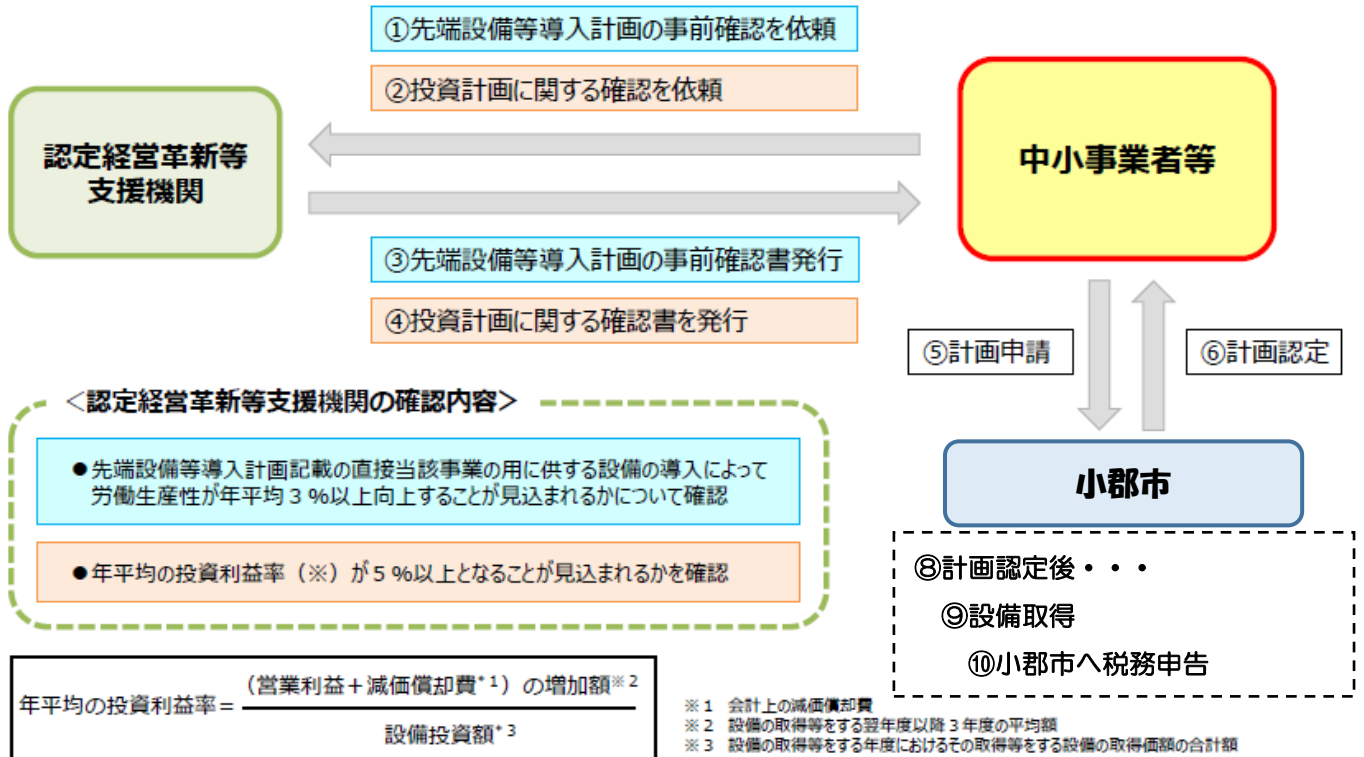 ①先端設備等導入計画の事前確認を依頼
②投資計画に関する確認を依頼
認定経営革新等
支援機関
中小事業者等
③先端設備等導入計画の事前確認書発行
④投資計画に関する確認書を発行
⑤計画申請
⑥計画認定
小郡市
⑧計画認定後・・・
⑨設備取得
⑩小郡市へ税務申告
<認定経営革新等支援機関の確認内容>
●先端設備等導入計画記載の直接当該事業の用に供する設備の導入によって
労働生産性が年平均3%以上向上することが見込まれるかについて確認
●年平均の投資利益率（※）が5%以上となることが見込まれるかを確認
年平均の投資利益率=
（営業利益+減価償却費*1）の増加額※2
設備投資額*3
※1 会計上の減価償却費
※2 設備の取得等をする翌年度以降3年度の平均額
※3 設備の取得等をする年度におけるその取得等をする設備の取得価額の合計額